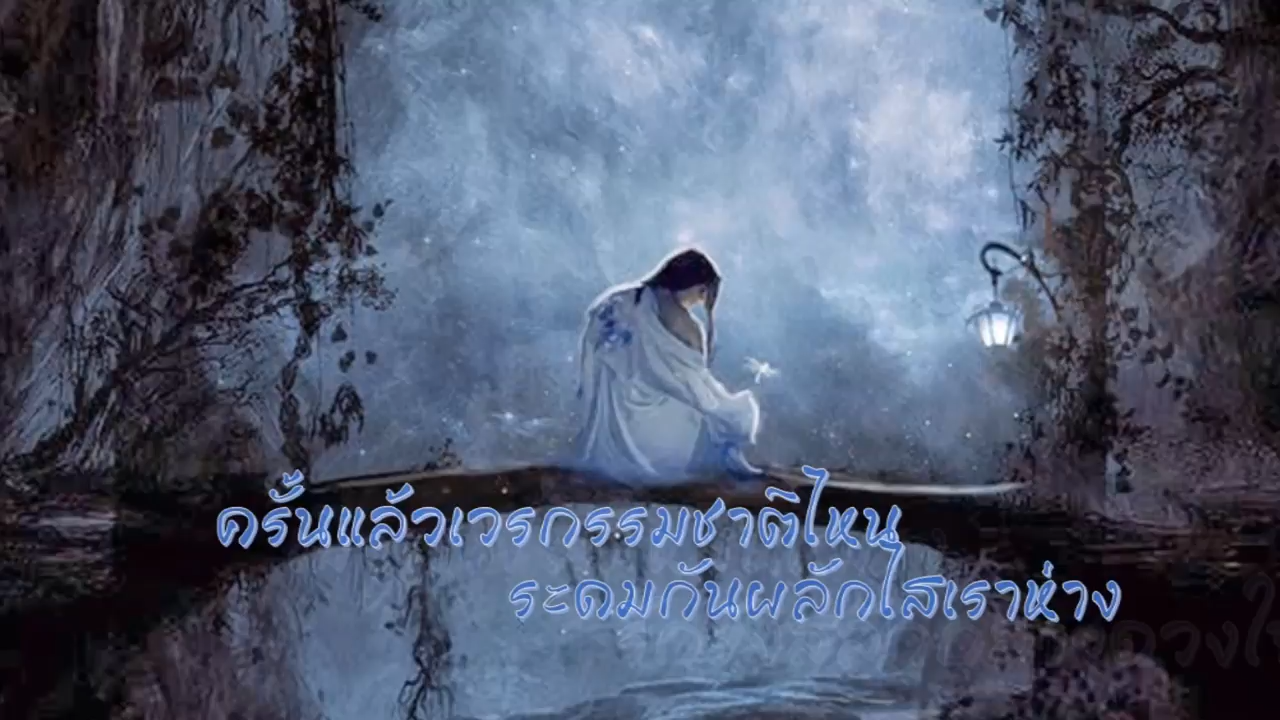 ครั้นแล้วเวรกรรมชาติไหน
ระดมกันผลักไสเราห่าง